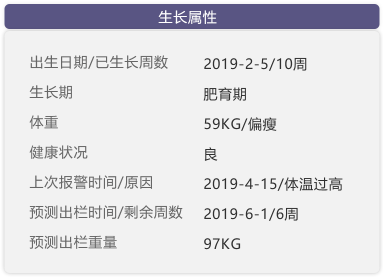 生长属性
出生日期/已生长周数 2019-2-5/10周
生长期 肥育期
体重 59KG/偏瘦
健康状况 良
上次报警时间/原因 2019-4-15/体温过高
预测出栏时间/剩余周数 2019-6-1/6周
预测出栏重量 97KG